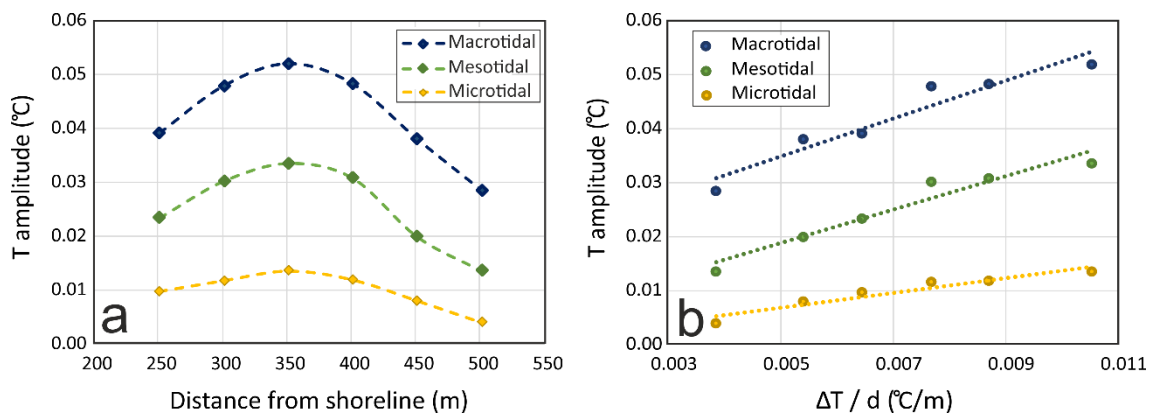 T amplitude (℃)
0.06
0.05
0.04
0.03
0.02
0.01
0.00
Macrotidal
Mesotidal
Microtidal
a
200 250 300 350 400 450 500 550
Distance from shoreline (m)
T amplitude (℃)
0.06
0.05
0.04
0.03
0.02
0.01
0.00
Macrotidal
Mesotidal
Microtidal
b
0.003 0.005 0.007 0.009 0.011
ΔT / d (℃/m)